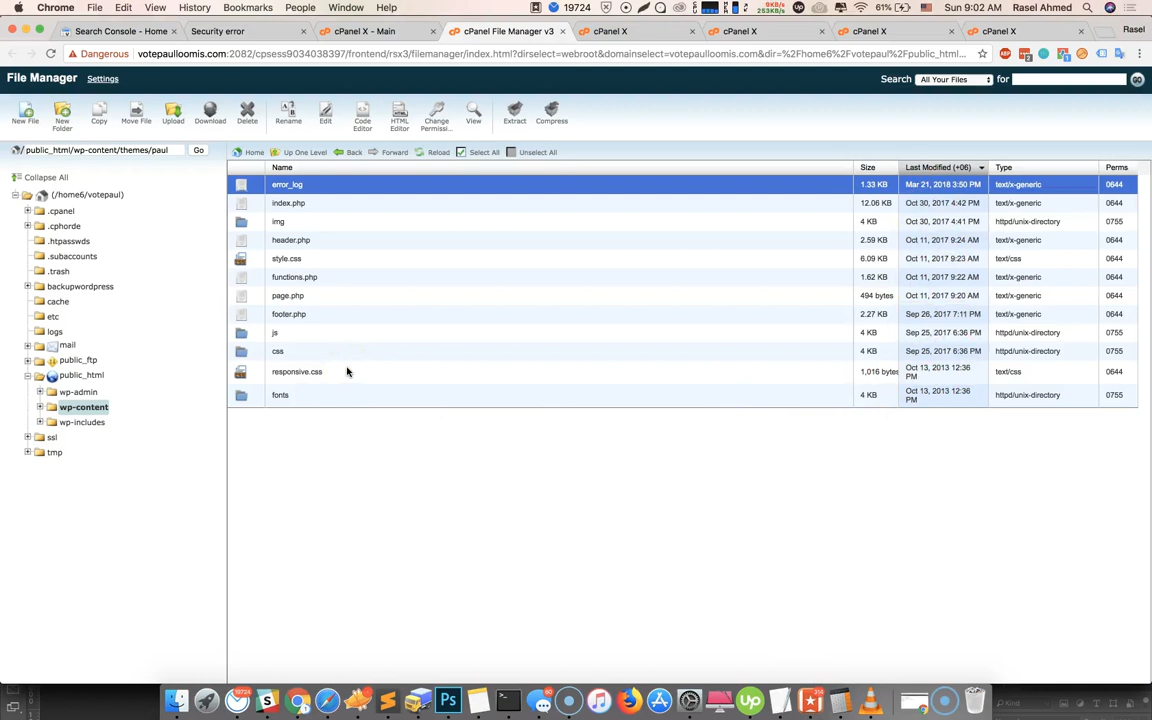 Chrome File Edit View History Bookmarks People Window Help 19724 9KB/s 253KB/s 61% Sun 9:02 AM Rasel Ahmed
Search Console - Home Security error cPanel X - Main cPanel File Manager v3 cPanel X cPanel X cPanel X cPanel X Rasel
Dangerous votepaulloomis.com:2082/cpsess9034038397/frontend/rsx3/filemanager/index.html?dirselect=webroot&domainselect=votepaulloomis.com&dir=%2Fhome6%2Fvotepaul%2Fpublic_html...
File Manager Settings Search All Your Files for GO
New File New Folder Copy Move File Upload Download Delete Rename Edit Code Editor HTML Editor Change Permissi... View Extract Compress
/public_html/wp-content/themes/paul Go Home Up One Level Back Forward Reload Select All Unselect All
Name Size Last Modified (+06) Type Perms
Collapse All
(/home6/votepaul)
.cpanel
.cphorde
.htpasswds
.subaccounts
.trash
backupwordpress
cache
etc
logs
mail
public_ftp
public_html
wp-admin
wp-content
wp-includes
ssl
tmp
error_log 1.33 KB Mar 21, 2018 3:50 PM text/x-generic 0644
index.php 12.06 KB Oct 30, 2017 4:42 PM text/x-generic 0644
img 4 KB Oct 30, 2017 4:41 PM httpd/unix-directory 0755
header.php 2.59 KB Oct 11, 2017 9:24 AM text/x-generic 0644
style.css 6.09 KB Oct 11, 2017 9:23 AM text/css 0644
functions.php 1.62 KB Oct 11, 2017 9:22 AM text/x-generic 0644
page.php 494 bytes Oct 11, 2017 9:20 AM text/x-generic 0644
footer.php 2.27 KB Sep 26, 2017 7:11 PM text/x-generic 0644
js 4 KB Sep 25, 2017 6:36 PM httpd/unix-directory 0755
css 4 KB Sep 25, 2017 6:36 PM httpd/unix-directory 0755
responsive.css 1,016 bytes Oct 13, 2013 12:36 PM text/css 0644
fonts 4 KB Oct 13, 2013 12:36 PM httpd/unix-directory 0755